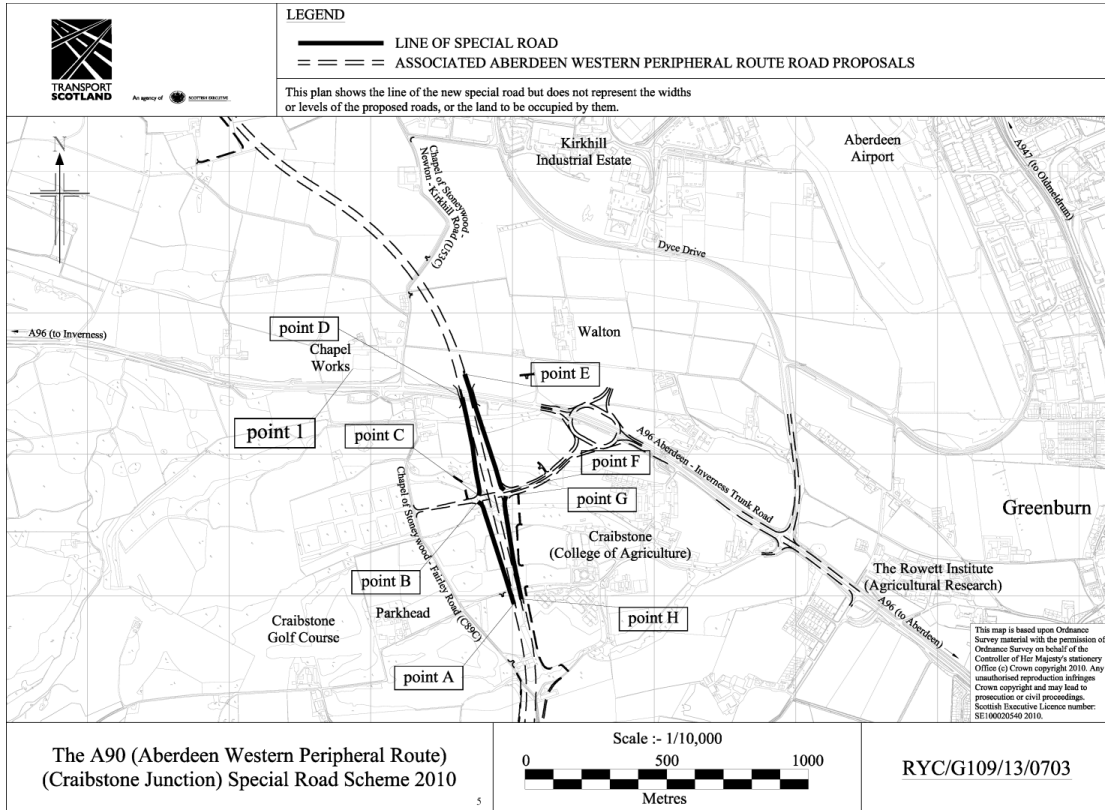 TRANSPORT
SCOTLAND
An agency of
SCOTTISH EXECUTIVE
LEGEND
LINE OF SPECIAL ROAD
ASSOCIATED ABERDEEN WESTERN PERIPHERAL ROUTE ROAD PROPOSALS
This plan shows the line of the new special road but does not represent the widths
or levels of the proposed roads, or the land to be occupied by them.
N
Chapel of Stoneywood -
Newton - Kirkhill Road (U53C)
Kirkhill
Industrial Estate
Aberdeen
Airport
A947 (to Oldmeldrum)
Dyce Drive
A96 (to Inverness)
point D
Chapel
Works
Walton
point E
point 1
point C
A96 Aberdeen - Inverness Trunk Road
point F
Chapel of Stoneywood - Fairley Road (C89C)
point G
Greenburn
Craibstone
(College of Agriculture)
point B
The Rowett Institute
(Agricultural Research)
Parkhead
Craibstone
Golf Course
point H
A96 (to Aberdeen)
point A
This map is based upon Ordnance
Survey material with the permission of
Ordnance Survey on behalf of the
Controller of Her Majesty's stationery
Office (c) Crown copyright 2010. Any
unauthorised reproduction infringes
Crown copyright and may lead to
prosecution or civil proceedings.
Scottish Executive Licence number:
SE100020540 2010.
The A90 (Aberdeen Western Peripheral Route)
(Craibstone Junction) Special Road Scheme 2010
5
Scale :- 1/10,000
0 500 1000
Metres
RYC/G109/13/0703